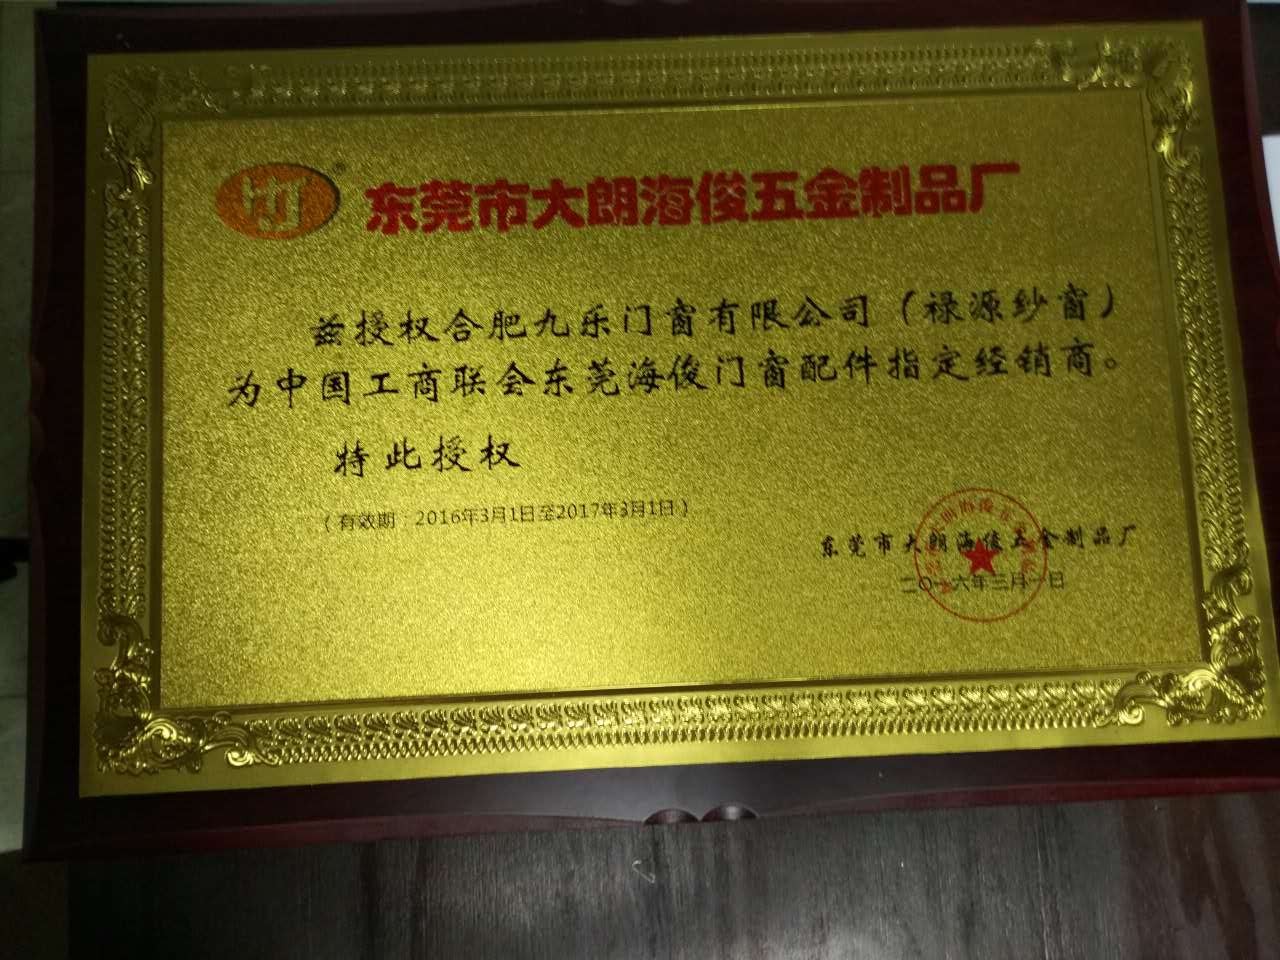 HJ
®
东莞市大朗海俊五金制品厂
兹授权合肥九乐门窗有限公司（禄源纱窗）
为中国工商联会东莞海俊门窗配件指定经销商。
特此授权
（有效期：2016年3月1日至2017年3月1日）
东莞市大朗海俊五金制品厂
二〇一六年三月一日